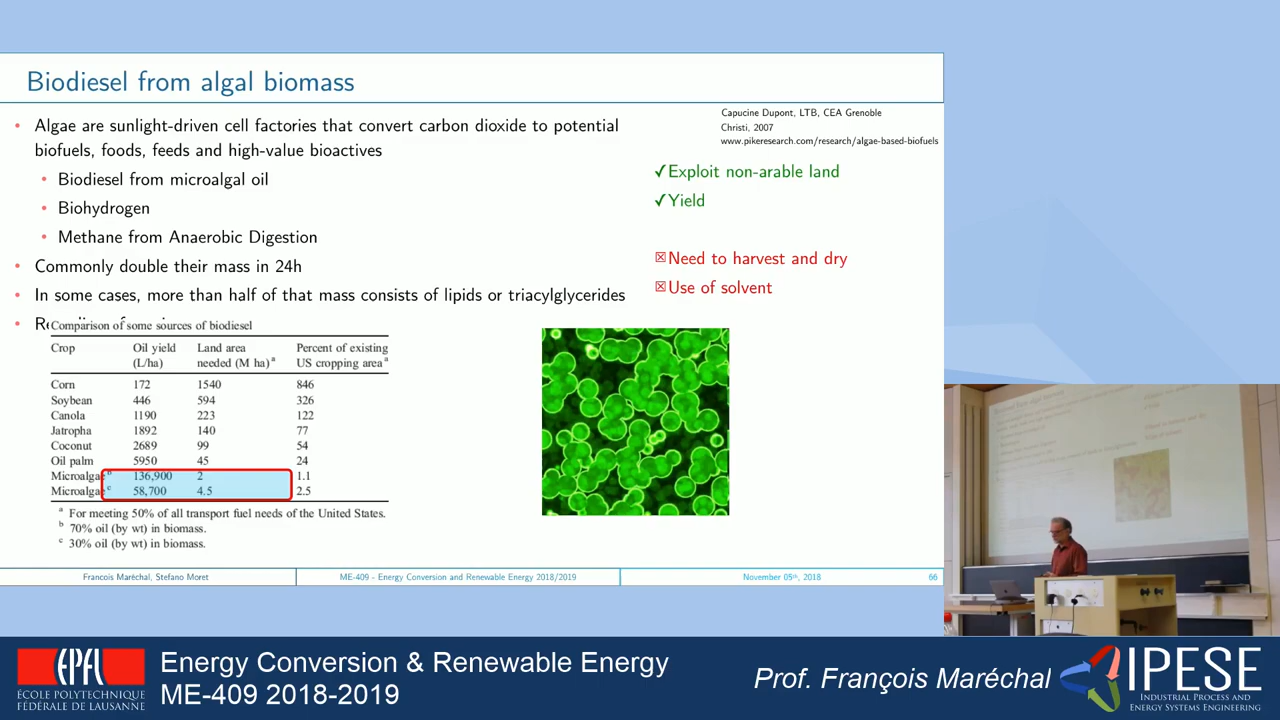 Biodiesel from algal biomass
Capucine Dupont, LTB, CEA Grenoble
Christi, 2007
www.pikeresearch.com/research/algae-based-biofuels
• Algae are sunlight-driven cell factories that convert carbon dioxide to potential
biofuels, foods, feeds and high-value bioactives
• Biodiesel from microalgal oil
• Biohydrogen
• Methane from Anaerobic Digestion
• Commonly double their mass in 24h
• In some cases, more than half of that mass consists of lipids or triacylglycerides
✓Exploit non-arable land
✓Yield
☒Need to harvest and dry
☒Use of solvent
Comparison of some sources of biodiesel
Crop Oil yield Land area Percent of existing
(L/ha) needed (M ha) a US cropping area a
Corn 172 1540 846
Soybean 446 594 326
Canola 1190 223 122
Jatropha 1892 140 77
Coconut 2689 99 54
Oil palm 5950 45 24
Microalgae b 136,900 2 1.1
Microalgae c 58,700 4.5 2.5
a For meeting 50% of all transport fuel needs of the United States.
b 70% oil (by wt) in biomass.
c 30% oil (by wt) in biomass.
Francois Maréchal, Stefano Moret
ME-409 - Energy Conversion and Renewable Energy 2018/2019
November 05th, 2018
66
EPFL
ÉCOLE POLYTECHNIQUE
FÉDÉRALE DE LAUSANNE
Energy Conversion & Renewable Energy
ME-409 2018-2019
Prof. François Maréchal
IPESE
INDUSTRIAL PROCESS AND
ENERGY SYSTEMS ENGINEERING